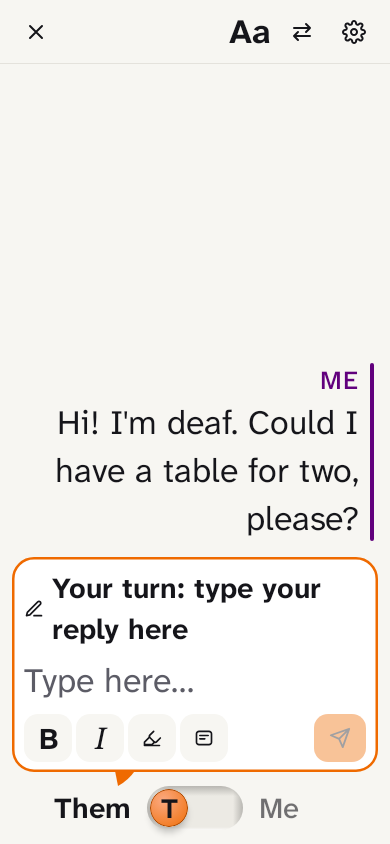 Aa
ME
Hi! I'm deaf. Could I
have a table for two,
please?
Your turn: type your
reply here
Type here...
B I
Them T Me